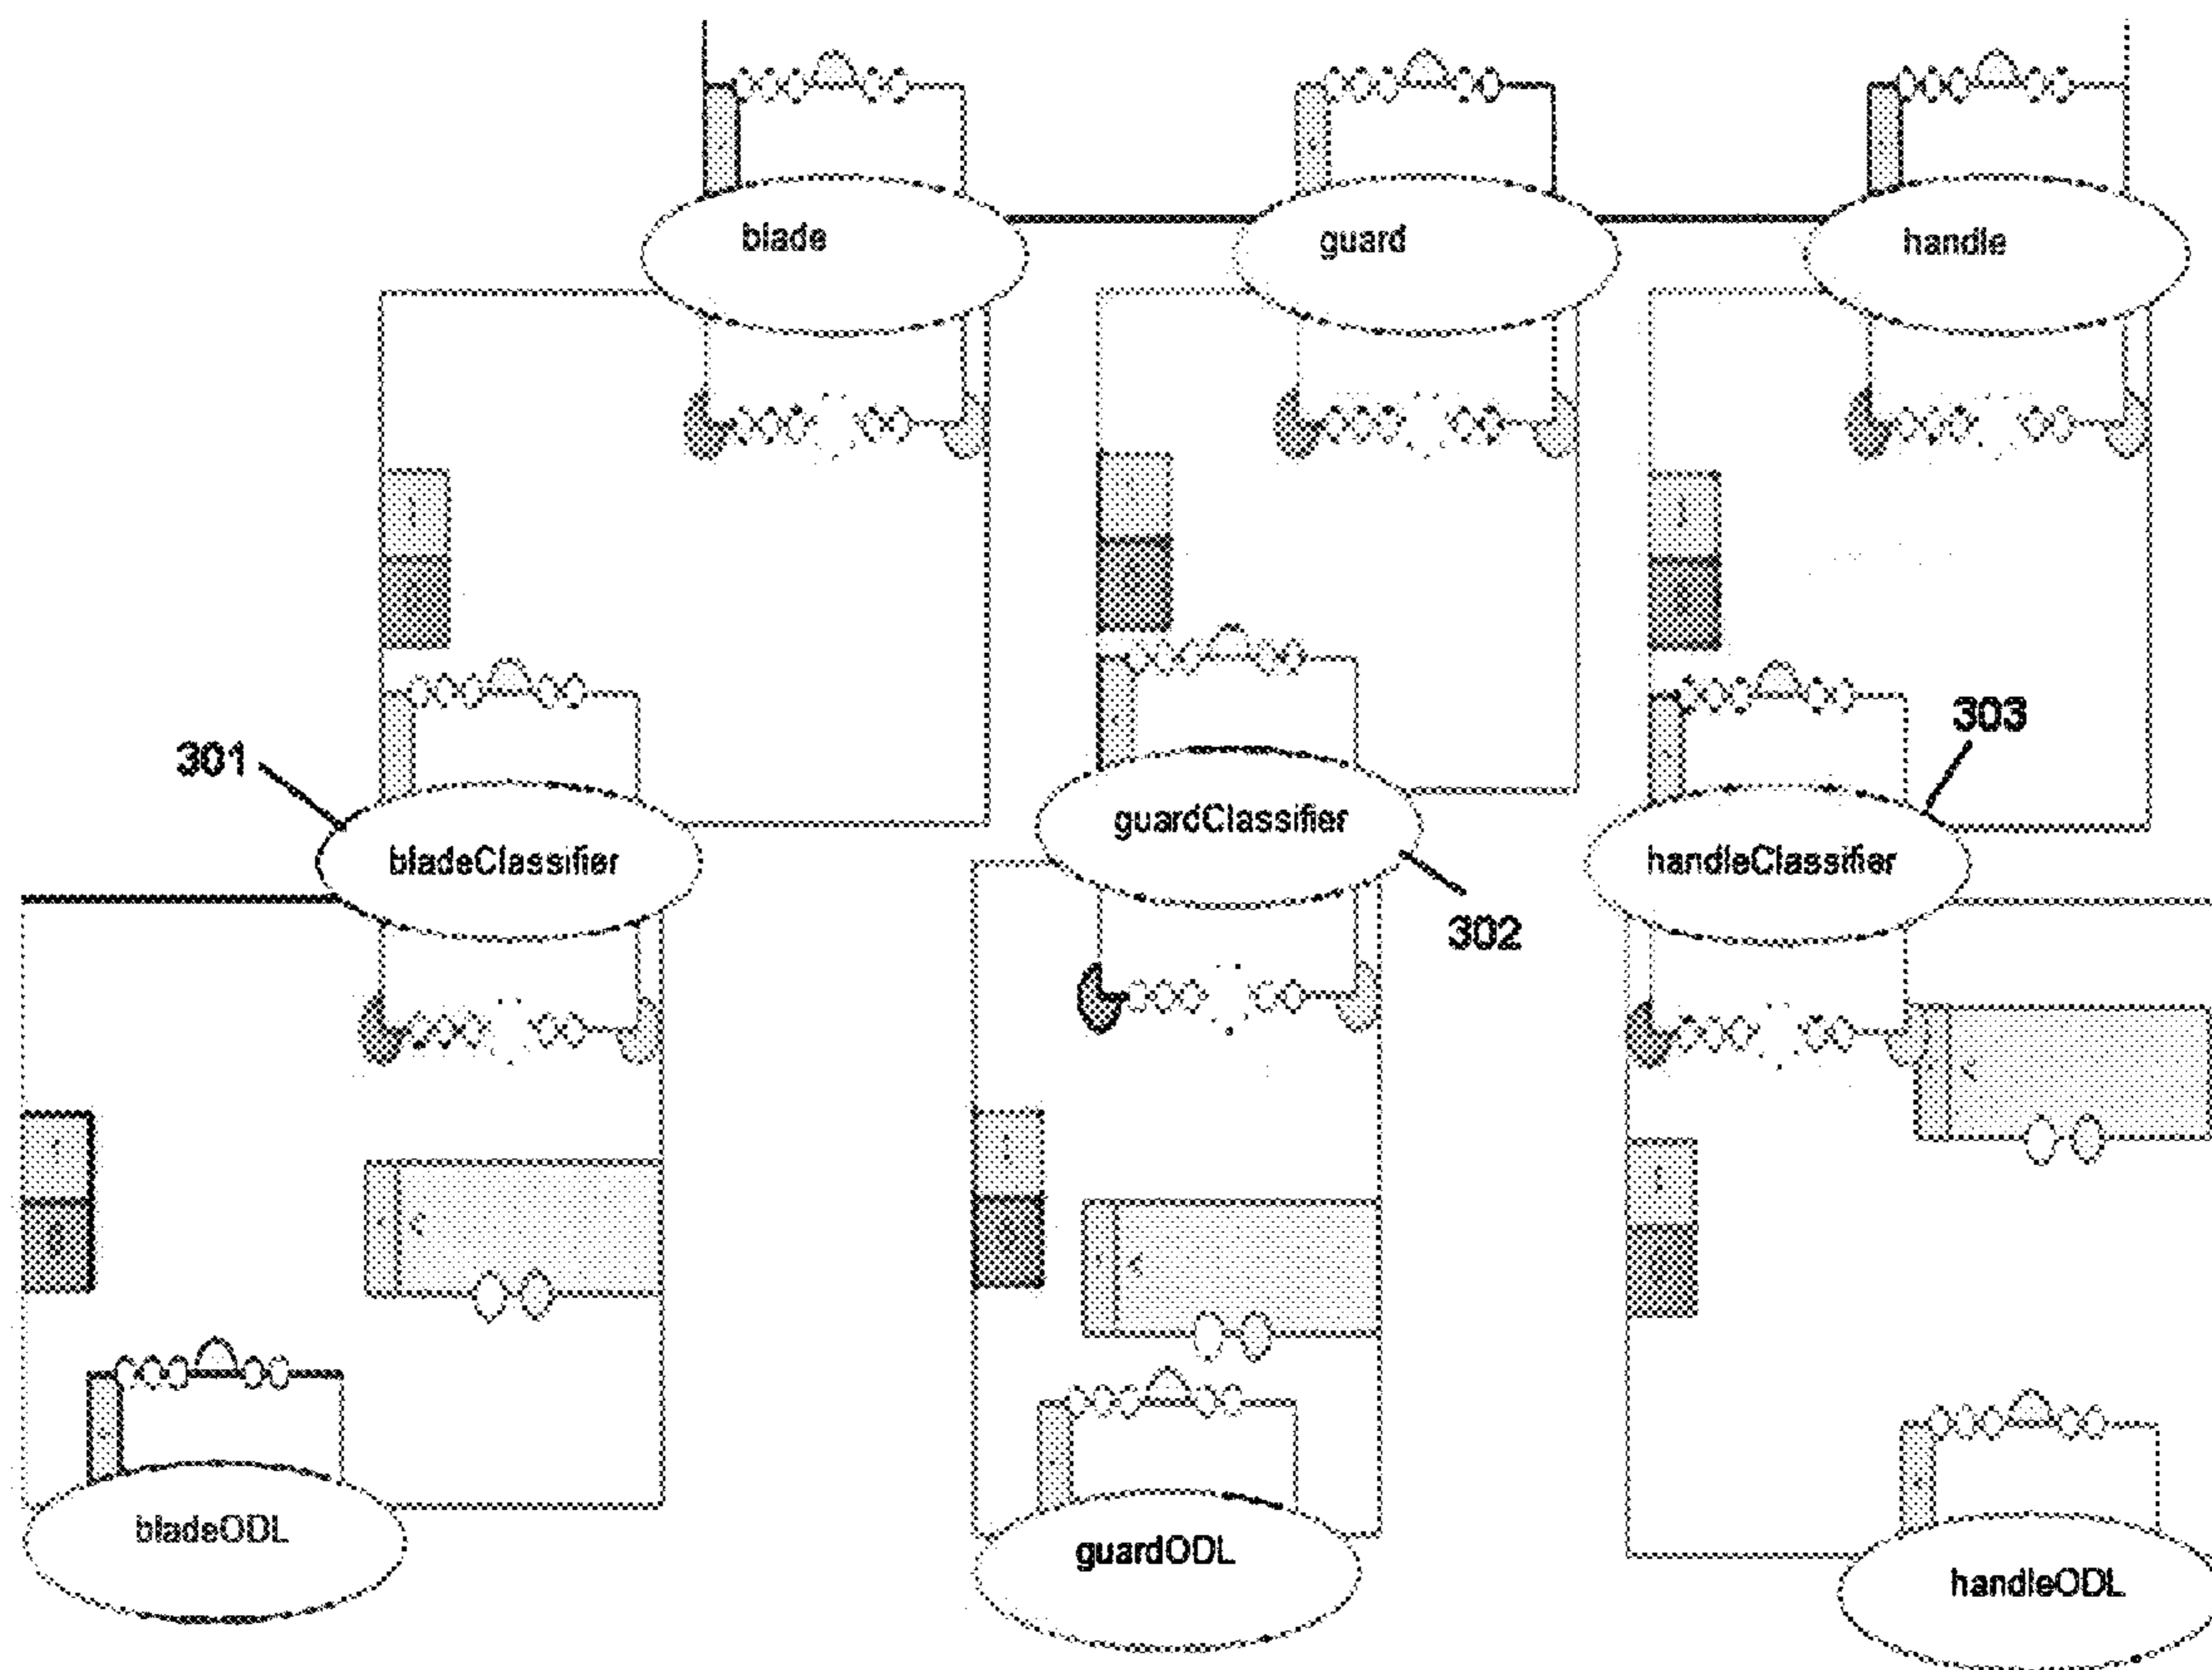 blade
guard
handle
301
303
bladeClassifier
guardClassifier
handleClassifier
302
bladeODL
guardODL
handleODL